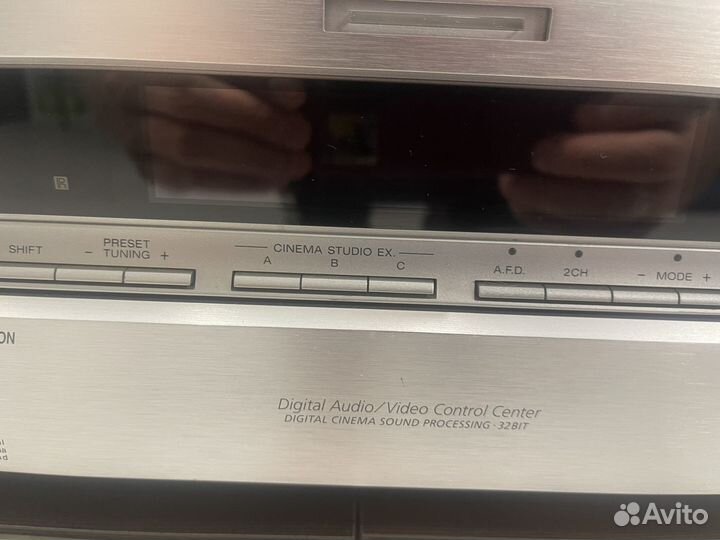 SHIFT
PRESET
- TUNING +
CINEMA STUDIO EX.
A B C
A.F.D.
2CH
- MODE +
ON
Digital Audio/Video Control Center
DIGITAL CINEMA SOUND PROCESSING·32BIT
Avito